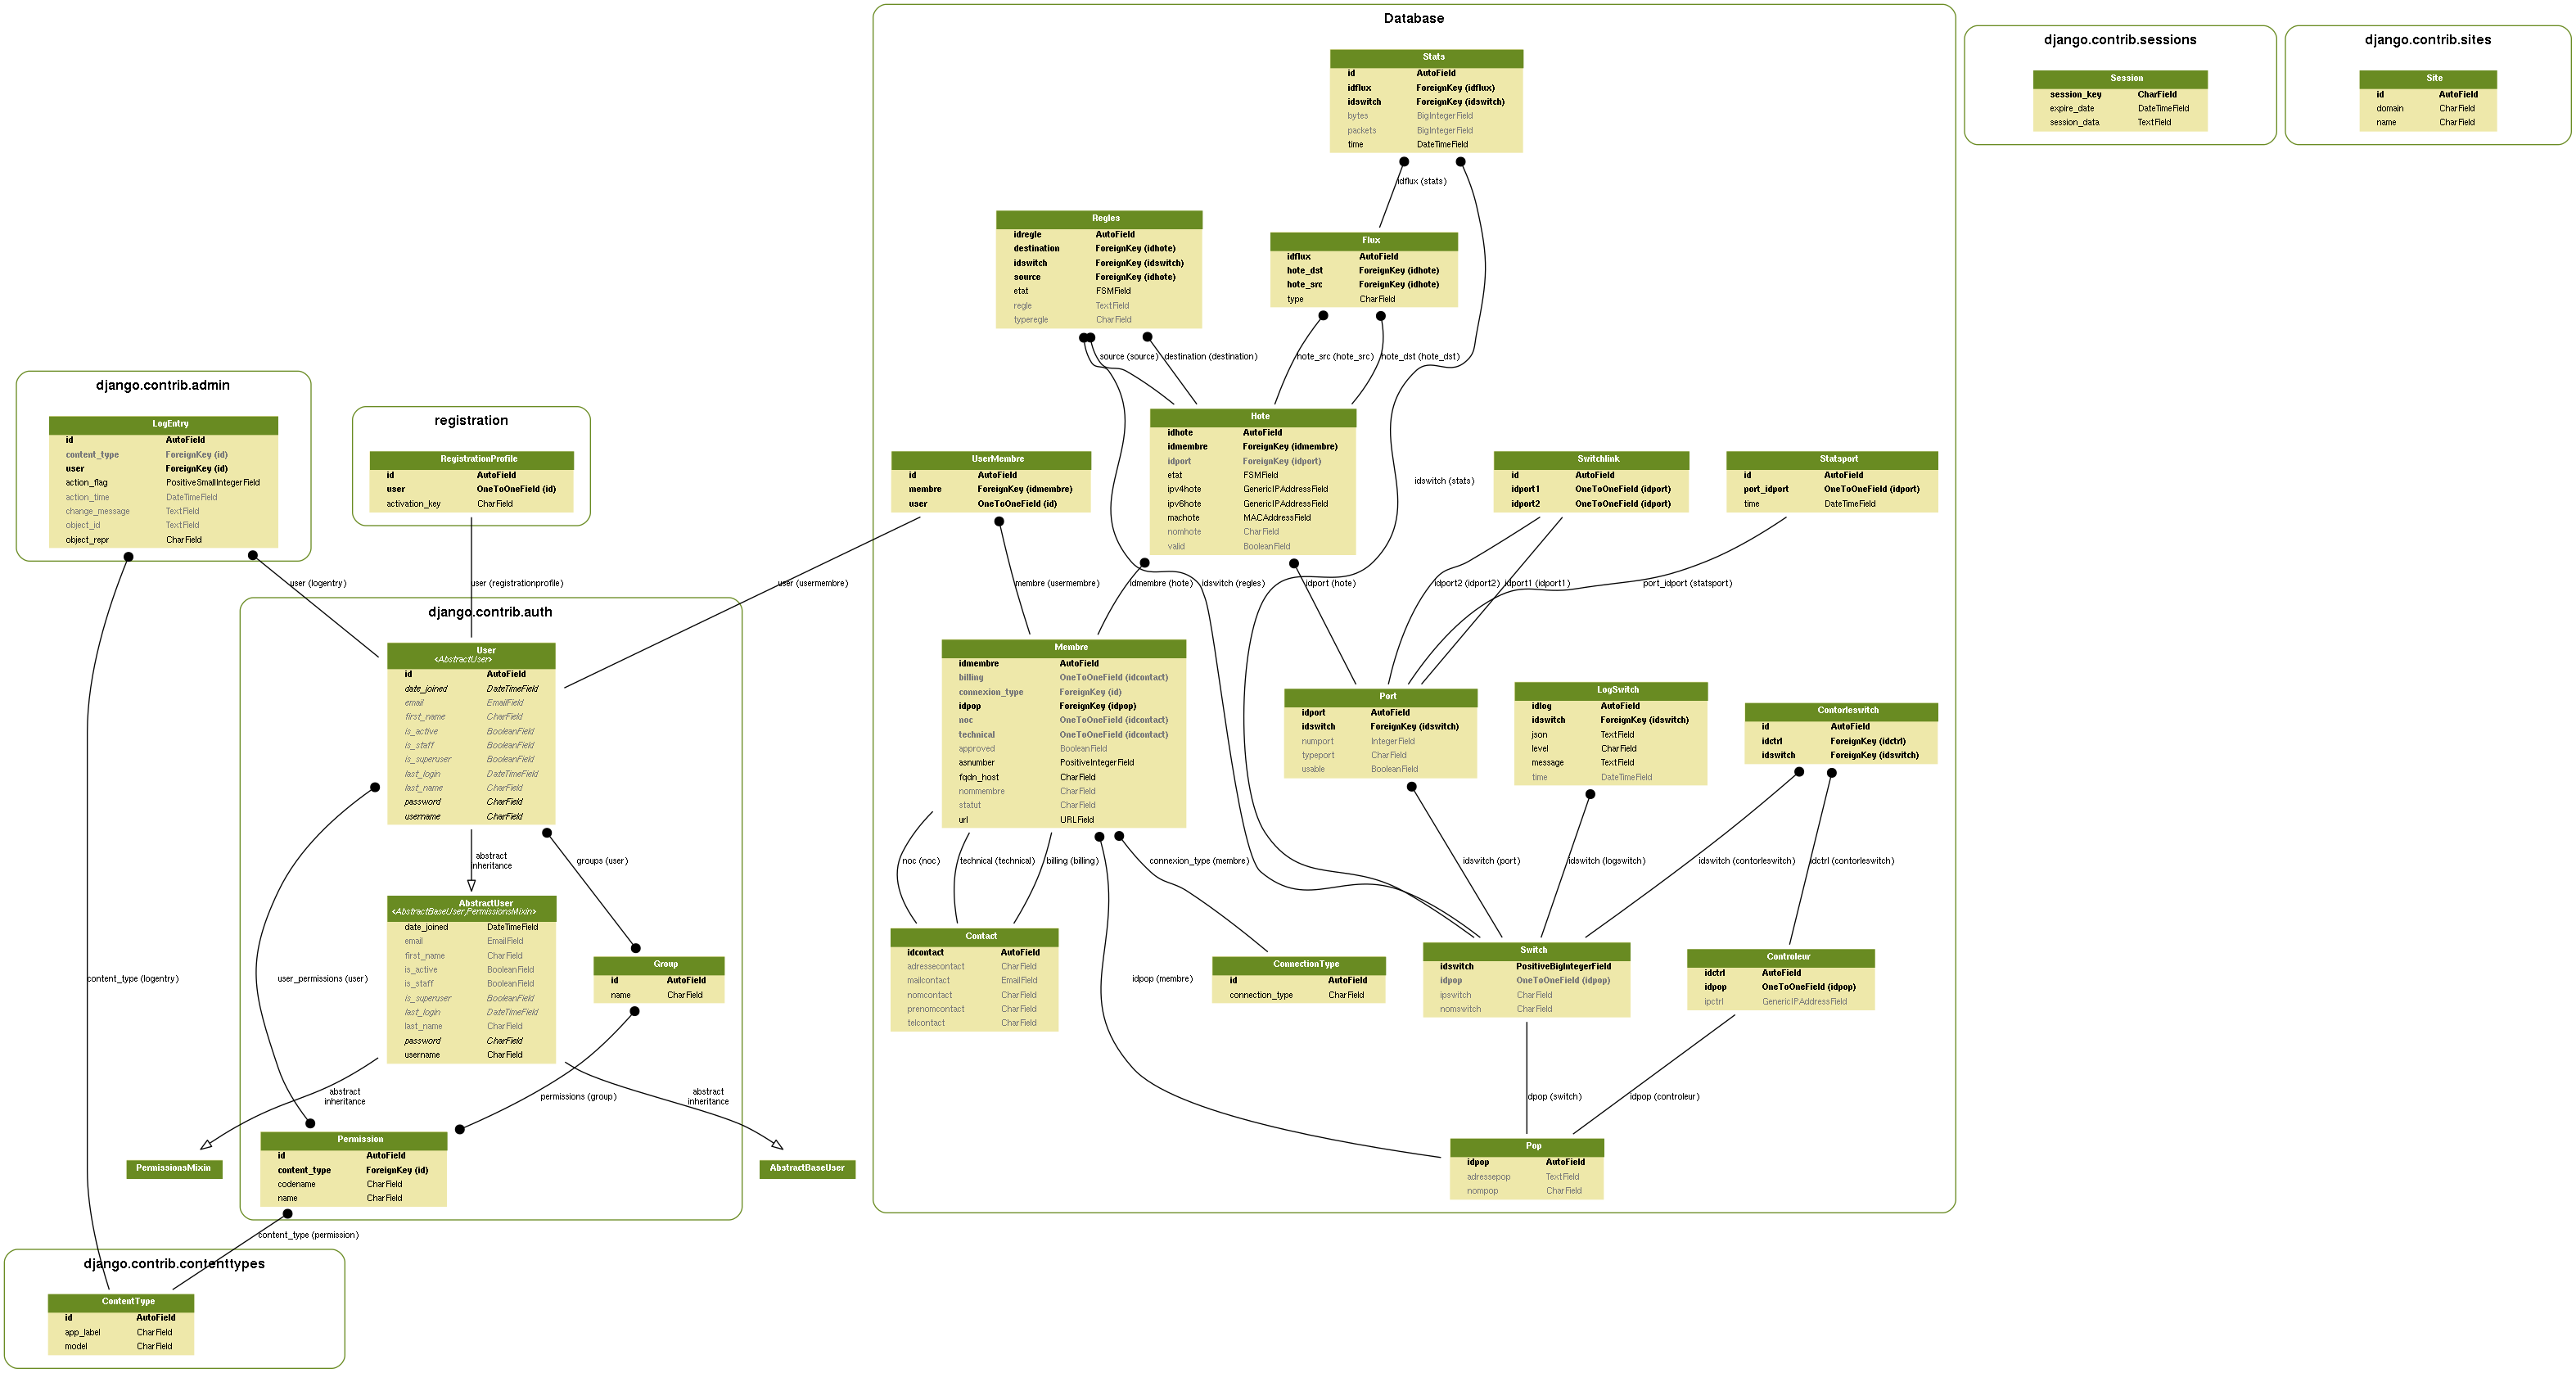 Database
Stats
id AutoField
idflux ForeignKey (idflux)
idswitch ForeignKey (idswitch)
bytes BigIntegerField
packets BigIntegerField
time DateTimeField
django.contrib.sessions
Session
session_key CharField
expire_date DateTimeField
session_data TextField
django.contrib.sites
Site
id AutoField
domain CharField
name CharField
idflux (stats)
Regles
idregle AutoField
destination ForeignKey (idhote)
idswitch ForeignKey (idswitch)
source ForeignKey (idhote)
etat FSMField
regle TextField
typeregle CharField
Flux
idflux AutoField
hote_dst ForeignKey (idhote)
hote_src ForeignKey (idhote)
type CharField
source (source)
destination (destination)
hote_src (hote_src)
hote_dst (hote_dst)
django.contrib.admin
LogEntry
id AutoField
content_type ForeignKey (id)
user ForeignKey (id)
action_flag PositiveSmallIntegerField
action_time DateTimeField
change_message TextField
object_id TextField
object_repr CharField
registration
RegistrationProfile
id AutoField
user OneToOneField (id)
activation_key CharField
UserMembre
id AutoField
membre ForeignKey (idmembre)
user OneToOneField (id)
Hote
idhote AutoField
idmembre ForeignKey (idmembre)
idport ForeignKey (idport)
etat FSMField
ipv4hote GenericIPAddressField
ipv6hote GenericIPAddressField
machote MACAddressField
nomhote CharField
valid BooleanField
idswitch (stats)
Switchlink
id AutoField
idport1 OneToOneField (idport)
idport2 OneToOneField (idport)
Statsport
id AutoField
port_idport OneToOneField (idport)
time DateTimeField
user (logentry)
user (registrationprofile)
user (usermembre)
membre (usermembre)
idmembre (hote)
idswitch (regles)
idport (hote)
idport2 (idport2)
idport1 (idport1)
port_idport (statsport)
django.contrib.auth
User
<AbstractUser>
id AutoField
date_joined DateTimeField
email EmailField
first_name CharField
is_active BooleanField
is_staff BooleanField
is_superuser BooleanField
last_login DateTimeField
last_name CharField
password CharField
username CharField
Membre
idmembre AutoField
billing OneToOneField (idcontact)
connexion_type ForeignKey (id)
idpop ForeignKey (idpop)
noc OneToOneField (idcontact)
technical OneToOneField (idcontact)
approved BooleanField
asnumber PositiveIntegerField
fqdn_host CharField
nommembre CharField
statut CharField
url URLField
Port
idport AutoField
idswitch ForeignKey (idswitch)
numport IntegerField
typeport CharField
usable BooleanField
LogSwitch
idlog AutoField
idswitch ForeignKey (idswitch)
json TextField
level CharField
message TextField
time DateTimeField
Contorleswitch
id AutoField
idctrl ForeignKey (idctrl)
idswitch ForeignKey (idswitch)
abstract
inheritance
groups (user)
noc (noc)
technical (technical)
billing (billing)
connexion_type (membre)
idswitch (port)
idswitch (logswitch)
idswitch (contorleswitch)
idctrl (contorleswitch)
AbstractUser
<AbstractBaseUser,PermissionsMixin>
date_joined DateTimeField
email EmailField
first_name CharField
is_active BooleanField
is_staff BooleanField
is_superuser BooleanField
last_login DateTimeField
last_name CharField
password CharField
username CharField
Group
id AutoField
name CharField
Contact
idcontact AutoField
adressecontact CharField
mailcontact EmailField
nomcontact CharField
prenomcontact CharField
telcontact CharField
ConnectionType
id AutoField
connection_type CharField
Switch
idswitch PositiveBigIntegerField
idpop OneToOneField (idpop)
ipswitch CharField
nomswitch CharField
Controleur
idctrl AutoField
idpop OneToOneField (idpop)
ipctrl GenericIPAddressField
content_type (logentry)
user_permissions (user)
idpop (membre)
abstract
inheritance
permissions (group)
abstract
inheritance
dpop (switch)
idpop (controleur)
PermissionsMixin
Permission
id AutoField
content_type ForeignKey (id)
codename CharField
name CharField
AbstractBaseUser
Pop
idpop AutoField
adressepop TextField
nompop CharField
content_type (permission)
django.contrib.contenttypes
ContentType
id AutoField
app_label CharField
model CharField